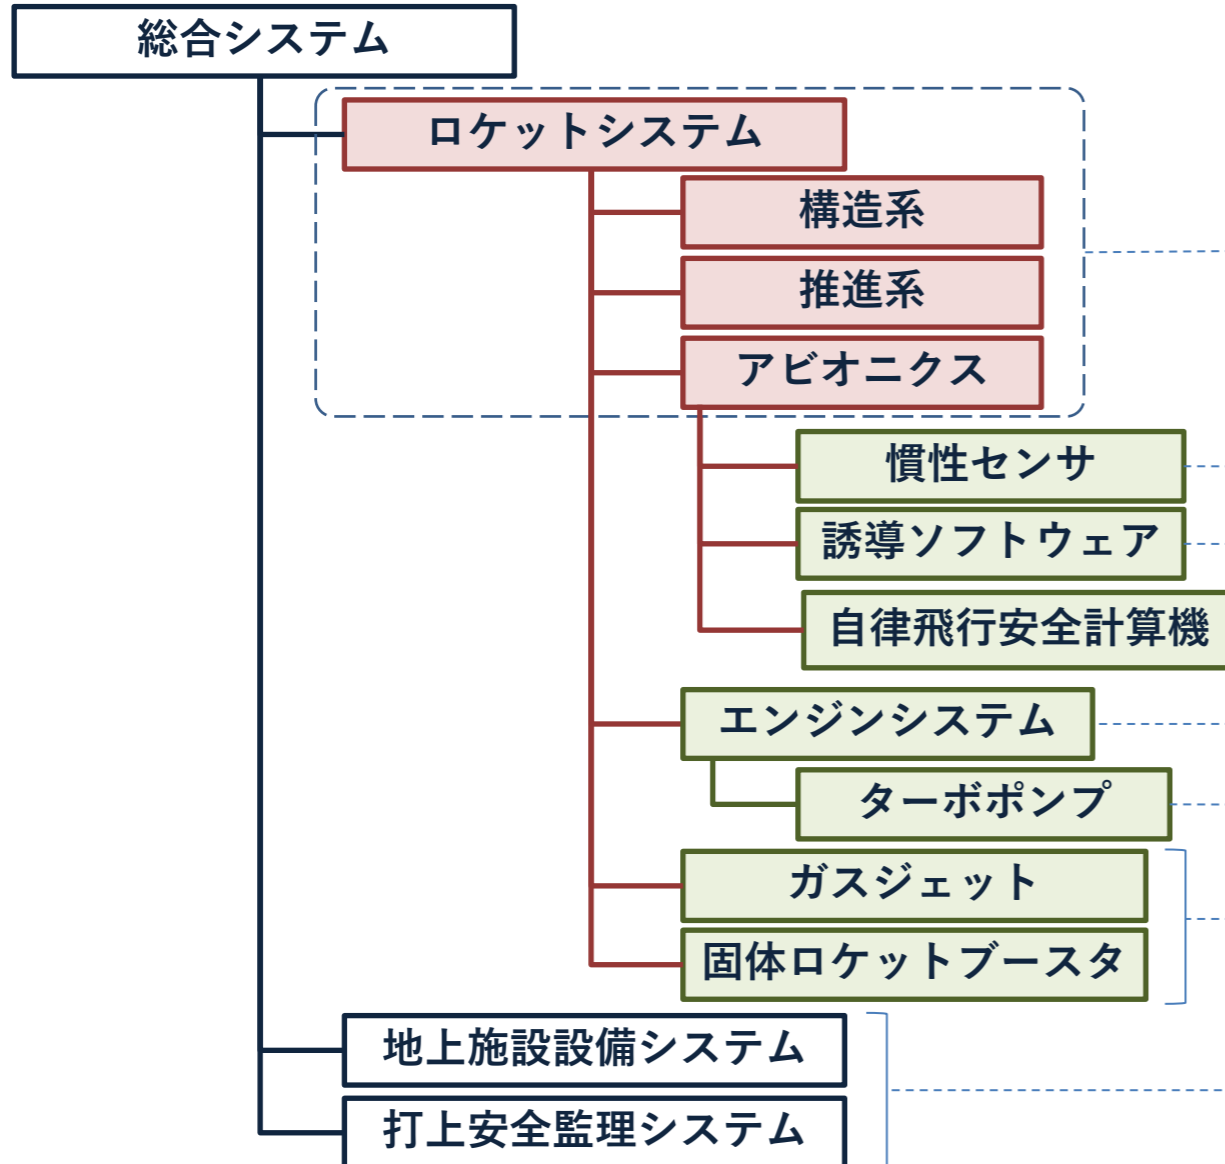 総合システム
ロケットシステム
構造系
推進系
アビオニクス
慣性センサ
誘導ソフトウェア
自律飛行安全計算機
エンジンシステム
ターボポンプ
ガスジェット
固体ロケットブースタ
地上施設設備システム
打上安全監理システム